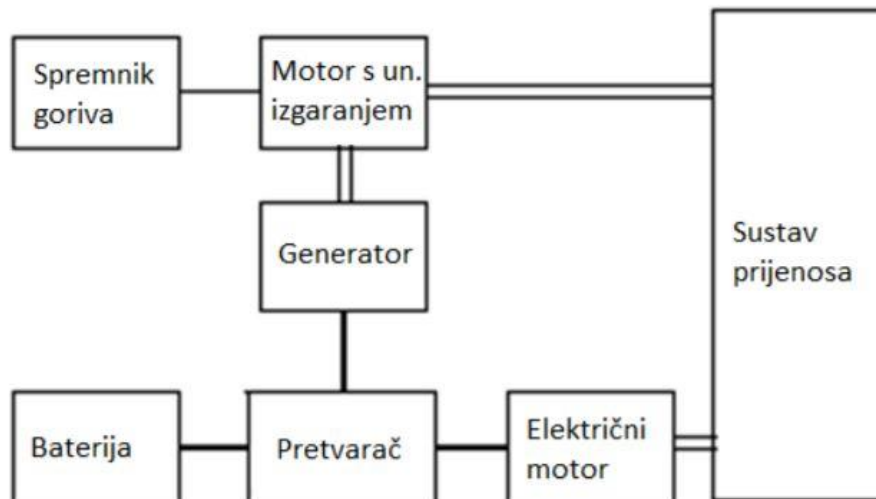 Spremnik
goriva
Motor s un.
izgaranjem
Generator
Sustav
prijenosa
Baterija
Pretvarač
Električni
motor